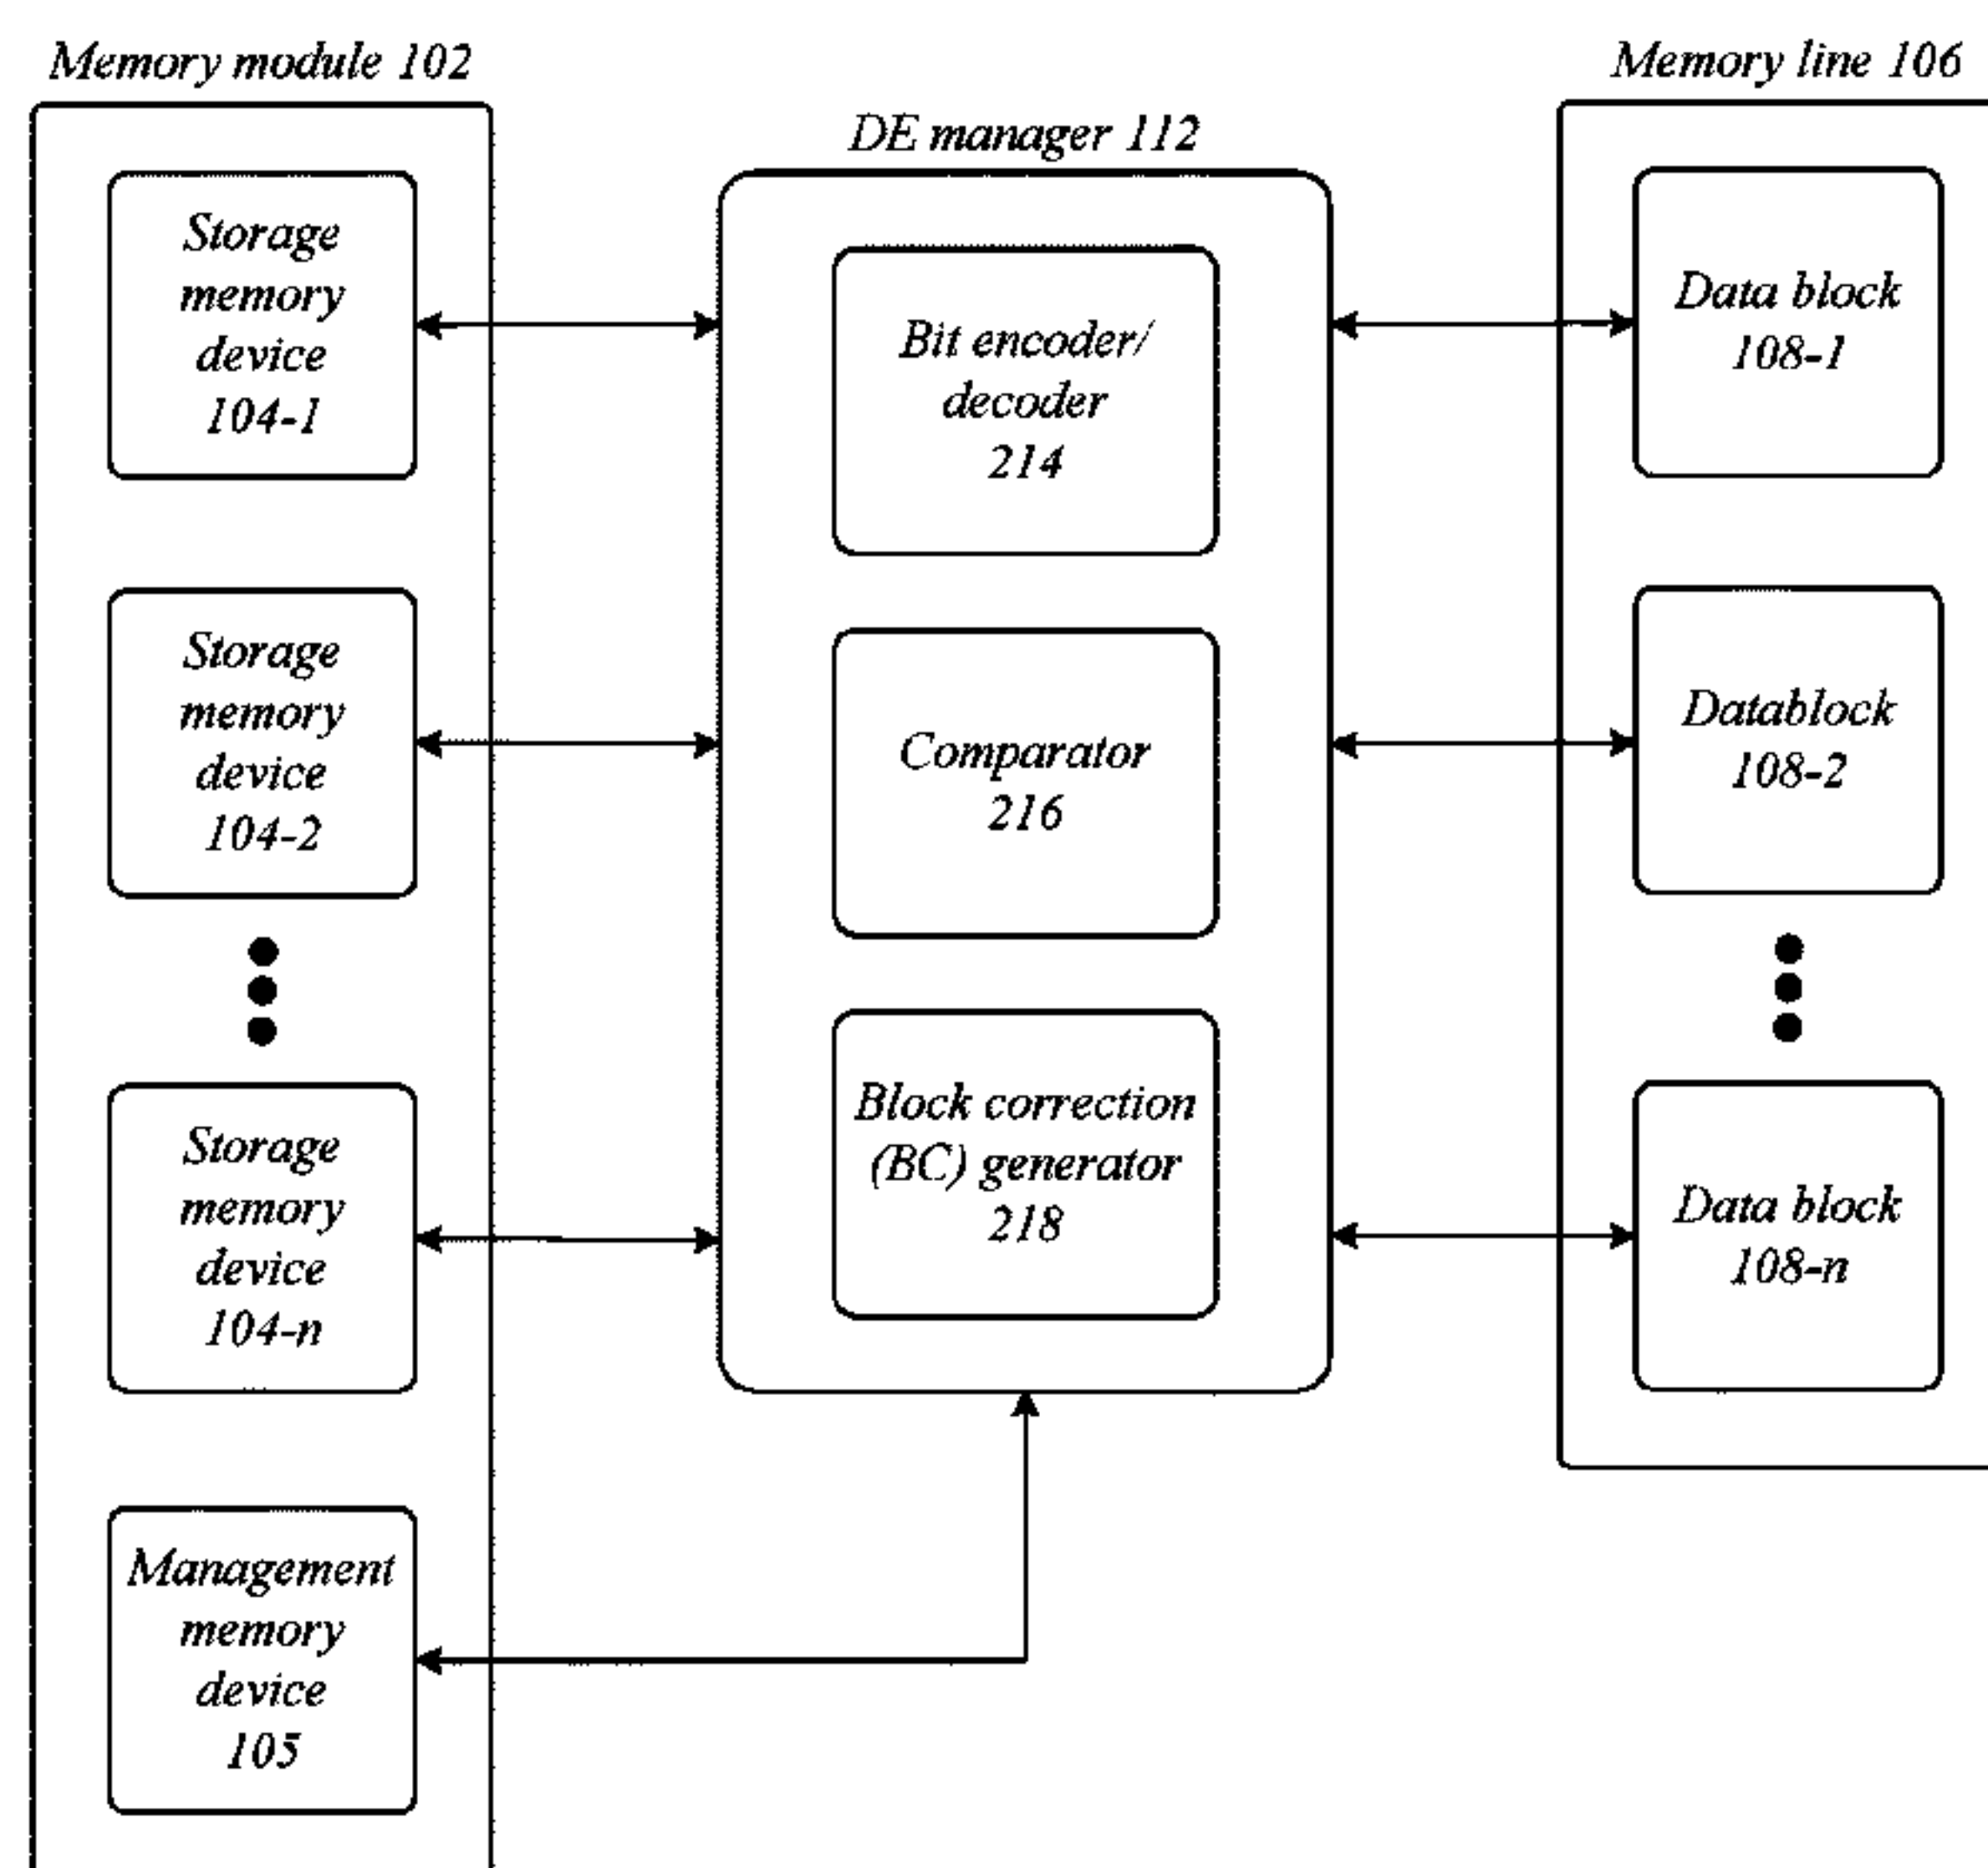 Memory module 102
Storage
memory
device
104-1
Storage
memory
device
104-2
Storage
memory
device
104-n
Management
memory
device
105
DE manager 112
Bit encoder/
decoder
214
Comparator
216
Block correction
(BC) generator
218
Memory line 106
Data block
108-1
Datablock
108-2
Data block
108-n